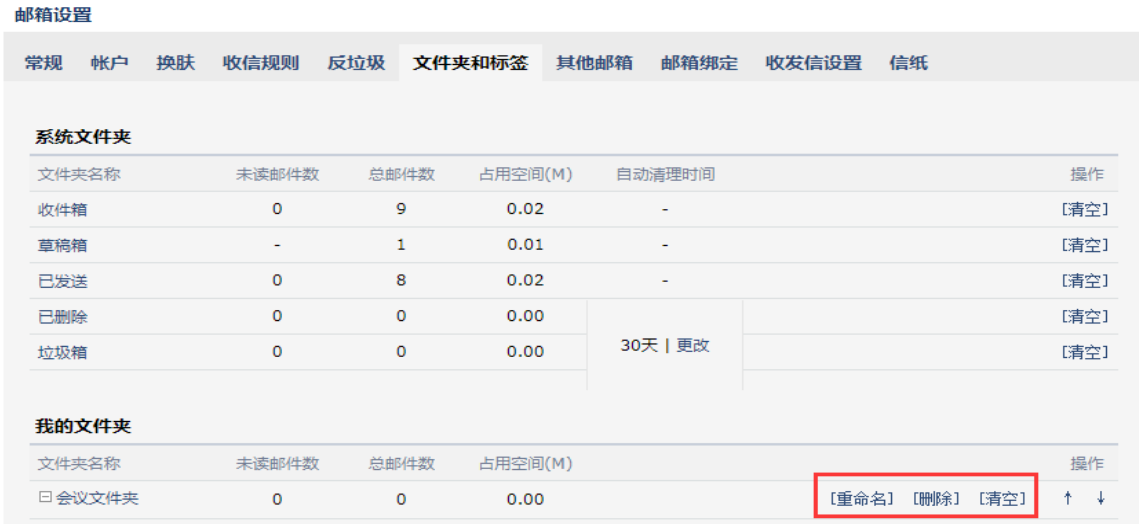 邮箱设置
常规 帐户 换肤 收信规则 反垃圾 文件夹和标签 其他邮箱 邮箱绑定 收发信设置 信纸
系统文件夹
文件夹名称 未读邮件数 总邮件数 占用空间(M) 自动清理时间 操作
收件箱 0 9 0.02 - [清空]
草稿箱 - 1 0.01 - [清空]
已发送 0 8 0.02 - [清空]
已删除 0 0 0.00 [清空]
30天 | 更改
垃圾箱 0 0 0.00 [清空]
我的文件夹
文件夹名称 未读邮件数 总邮件数 占用空间(M) 操作
会议文件夹 0 0 0.00 [重命名] [删除] [清空] ↑ ↓